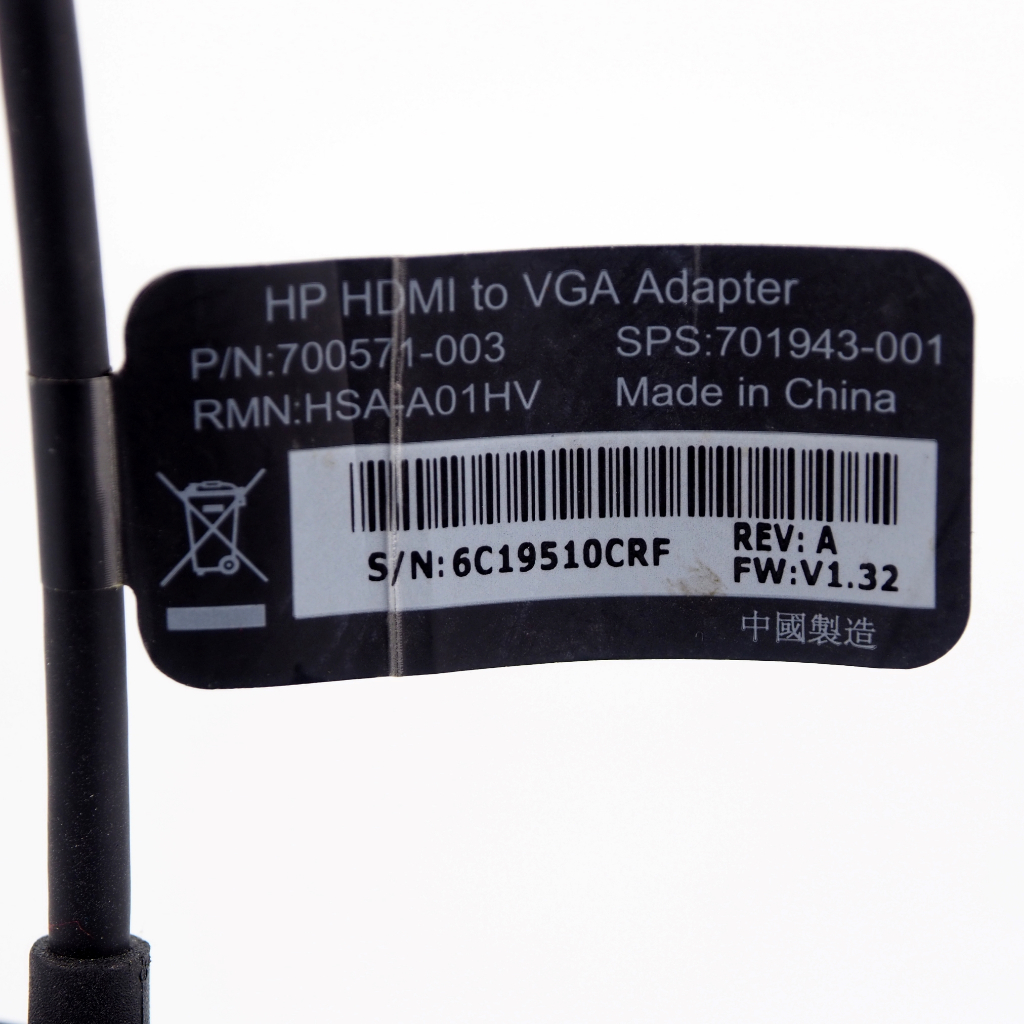 HP HDMI to VGA Adapter
P/N:700571-003 SPS:701943-001
RMN:HSA-A01HV Made in China
S/N: 6C19510CRF REV: A
FW:V1.32
中國製造